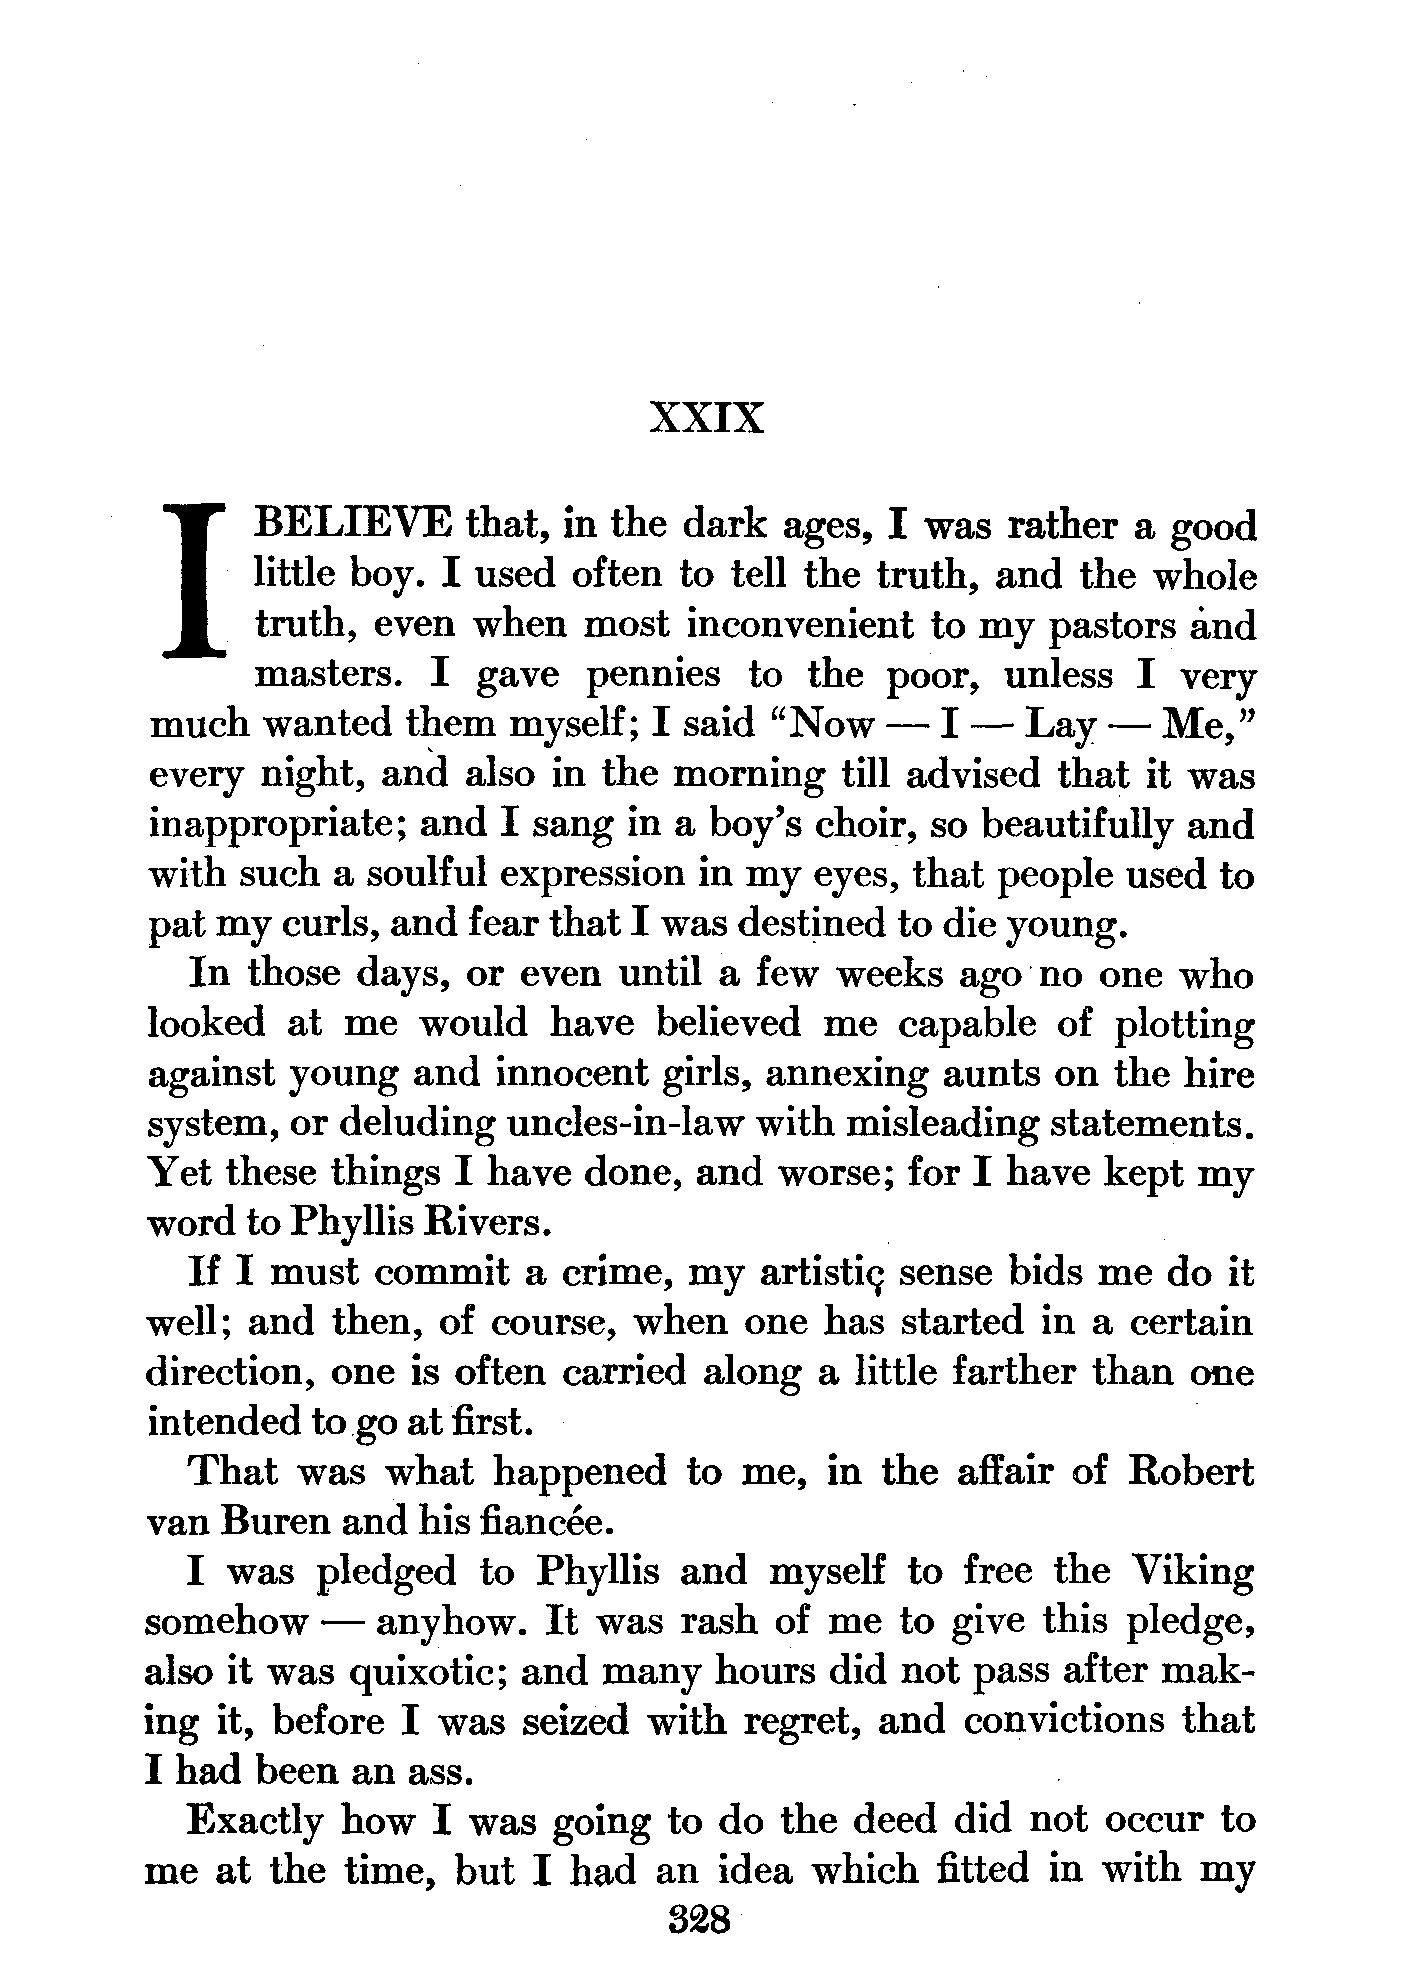 XXIX
I BELIEVE that, in the dark ages, I was rather a good
little boy. I used often to tell the truth, and the whole
truth, even when most inconvenient to my pastors and
masters. I gave pennies to the poor, unless I very
much wanted them myself; I said “Now — I — Lay — Me,”
every night, and also in the morning till advised that it was
inappropriate; and I sang in a boy’s choir, so beautifully and
with such a soulful expression in my eyes, that people used to
pat my curls, and fear that I was destined to die young.
In those days, or even until a few weeks ago no one who
looked at me would have believed me capable of plotting
against young and innocent girls, annexing aunts on the hire
system, or deluding uncles-in-law with misleading statements.
Yet these things I have done, and worse; for I have kept my
word to Phyllis Rivers.
If I must commit a crime, my artistic sense bids me do it
well; and then, of course, when one has started in a certain
direction, one is often carried along a little farther than one
intended to go at first.
That was what happened to me, in the affair of Robert
van Buren and his fiancée.
I was pledged to Phyllis and myself to free the Viking
somehow — anyhow. It was rash of me to give this pledge,
also it was quixotic; and many hours did not pass after mak-
ing it, before I was seized with regret, and convictions that
I had been an ass.
Exactly how I was going to do the deed did not occur to
me at the time, but I had an idea which fitted in with my
328